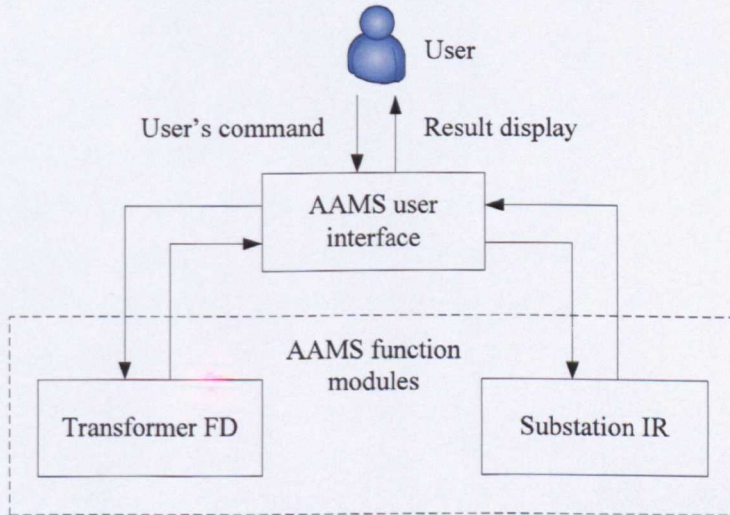 User
User's command
Result display
AAMS user
interface
AAMS function
modules
Transformer FD
Substation IR